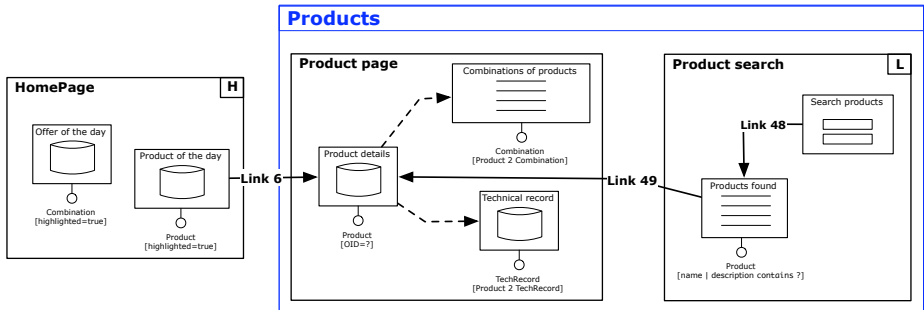 Products
HomePage
H
Offer of the day
Combination
[highlighted=true]
Product of the day
Product
[highlighted=true]
Link 6
Product page
Product details
Product
[OID=?]
Combinations of products
Combination
[Product 2 Combination]
Technical record
TechRecord
[Product 2 TechRecord]
Link 49
Product search
L
Search products
Link 48
Products found
Product
[name | description contains ?]